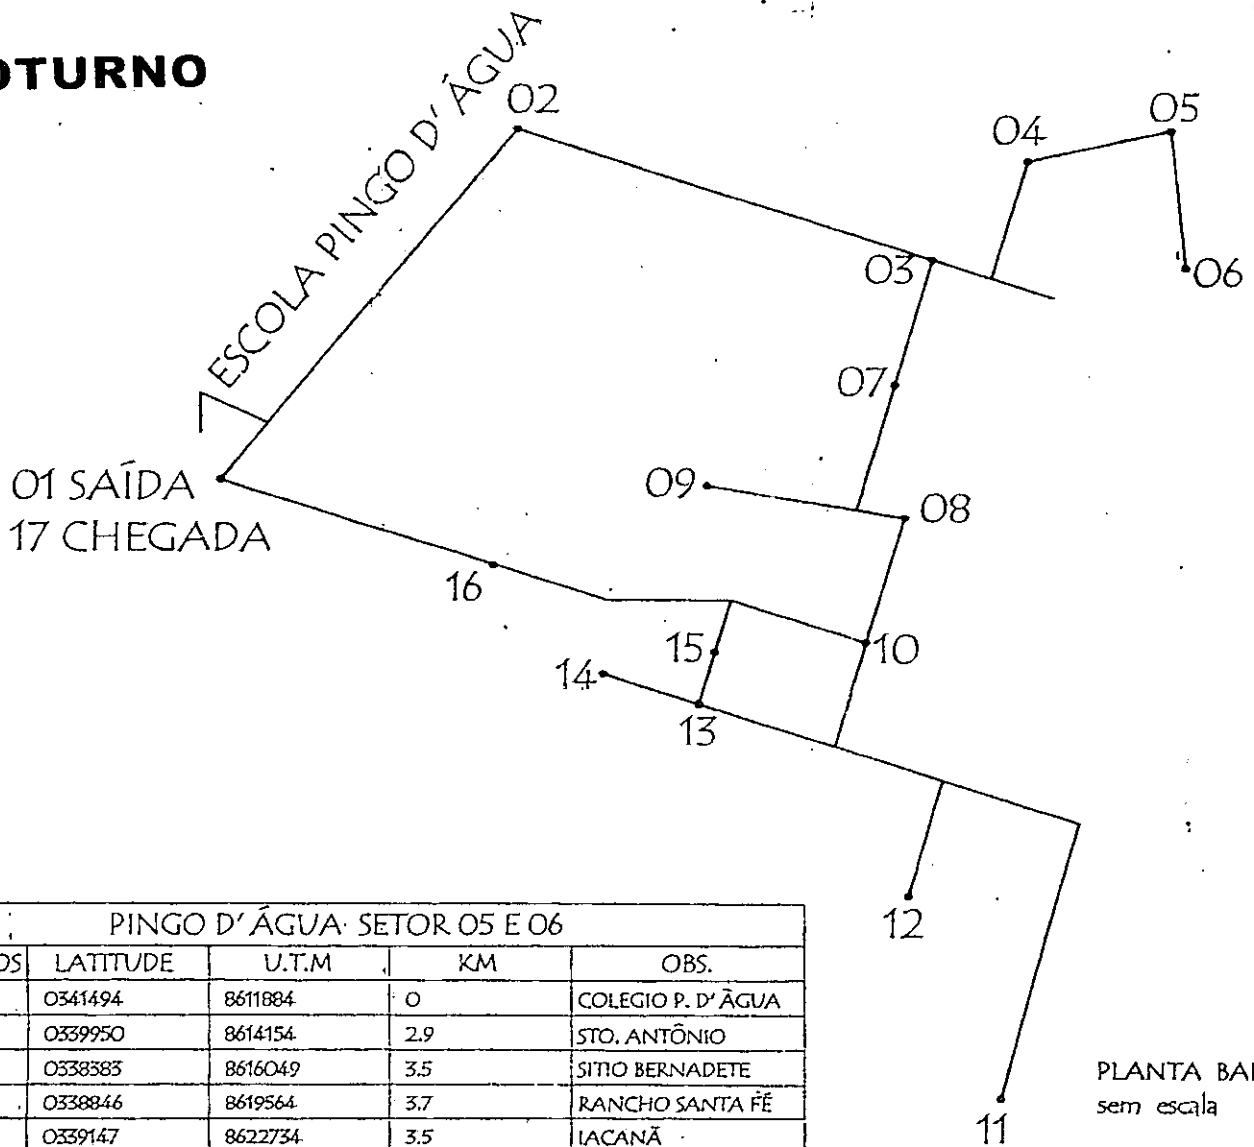 OTURNO
ESCOLA PINGO D' ÁGUA
02
05
04
03
06
07
01 SAÍDA
17 CHEGADA
09
08
16
15
10
14
13
12
11
PINGO D' ÁGUA SETOR 05 E 06
OS LATITUDE U.T.M KM OBS.
0341494 8611884 0 COLEGIO P. D' ÀGUA
0339950 8614154 2.9 STO. ANTÔNIO
0338383 8616049 3.5 SITIO BERNADETE
0338846 8619564 3.7 RANCHO SANTA FÉ
0339147 8622734 3.5 IACANÃ
PLANTA BAI
sem escala